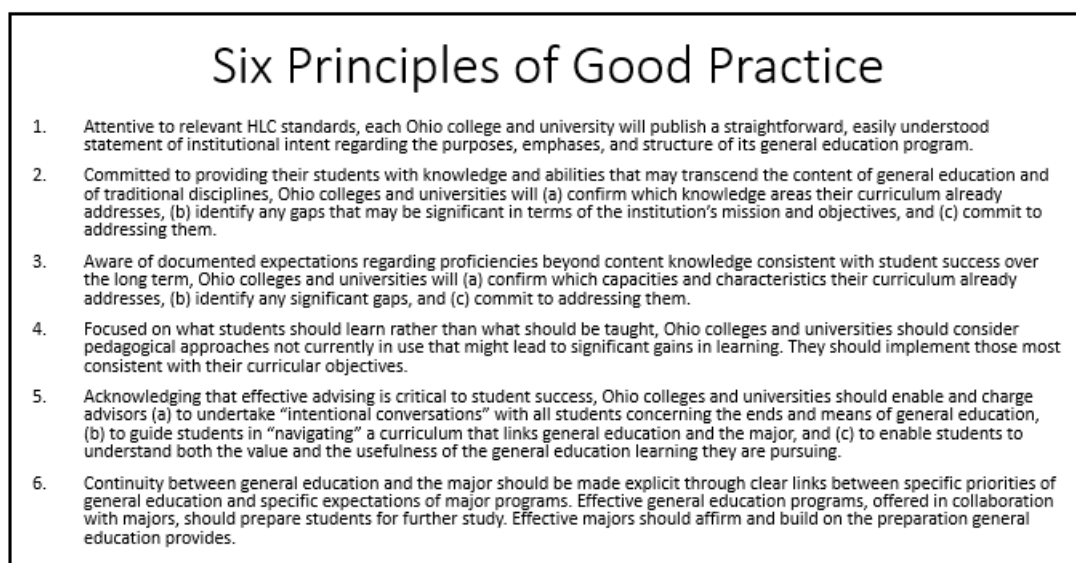 Six Principles of Good Practice
1. Attentive to relevant HLC standards, each Ohio college and university will publish a straightforward, easily understood
statement of institutional intent regarding the purposes, emphases, and structure of its general education program.
2. Committed to providing their students with knowledge and abilities that may transcend the content of general education and
of traditional disciplines, Ohio colleges and universities will (a) confirm which knowledge areas their curriculum already
addresses, (b) identify any gaps that may be significant in terms of the institution's mission and objectives, and (c) commit to
addressing them.
3. Aware of documented expectations regarding proficiencies beyond content knowledge consistent with student success over
the long term, Ohio colleges and universities will (a) confirm which capacities and characteristics their curriculum already
addresses, (b) identify any significant gaps, and (c) commit to addressing them.
4. Focused on what students should learn rather than what should be taught, Ohio colleges and universities should consider
pedagogical approaches not currently in use that might lead to significant gains in learning. They should implement those most
consistent with their curricular objectives.
5. Acknowledging that effective advising is critical to student success, Ohio colleges and universities should enable and charge
advisors (a) to undertake “intentional conversations” with all students concerning the ends and means of general education,
(b) to guide students in “navigating” a curriculum that links general education and the major, and (c) to enable students to
understand both the value and the usefulness of the general education learning they are pursuing.
6. Continuity between general education and the major should be made explicit through clear links between specific priorities of
general education and specific expectations of major programs. Effective general education programs, offered in collaboration
with majors, should prepare students for further study. Effective majors should affirm and build on the preparation general
education provides.